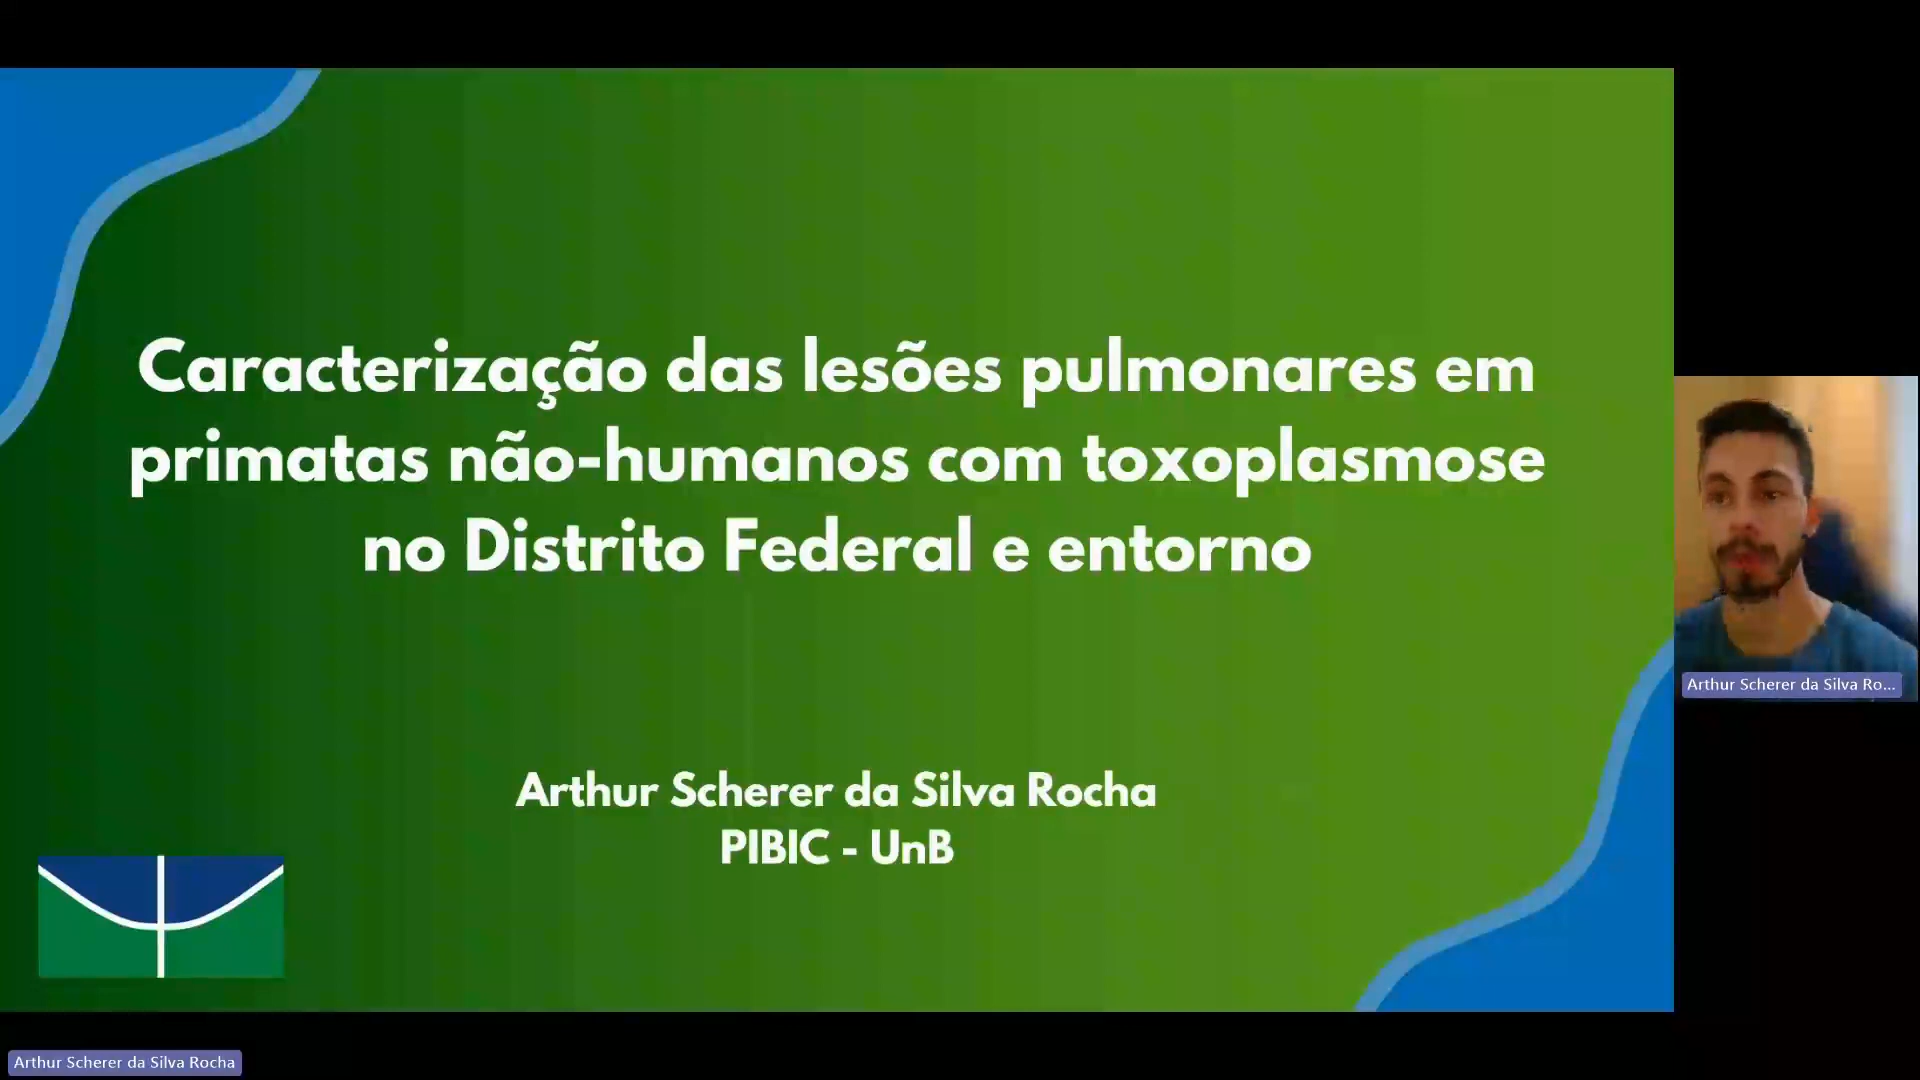 Caracterização das lesões pulmonares em
primatas não-humanos com toxoplasmose
no Distrito Federal e entorno
Arthur Scherer da Silva Rocha
PIBIC - UnB
Arthur Scherer da Silva Ro...
Arthur Scherer da Silva Rocha